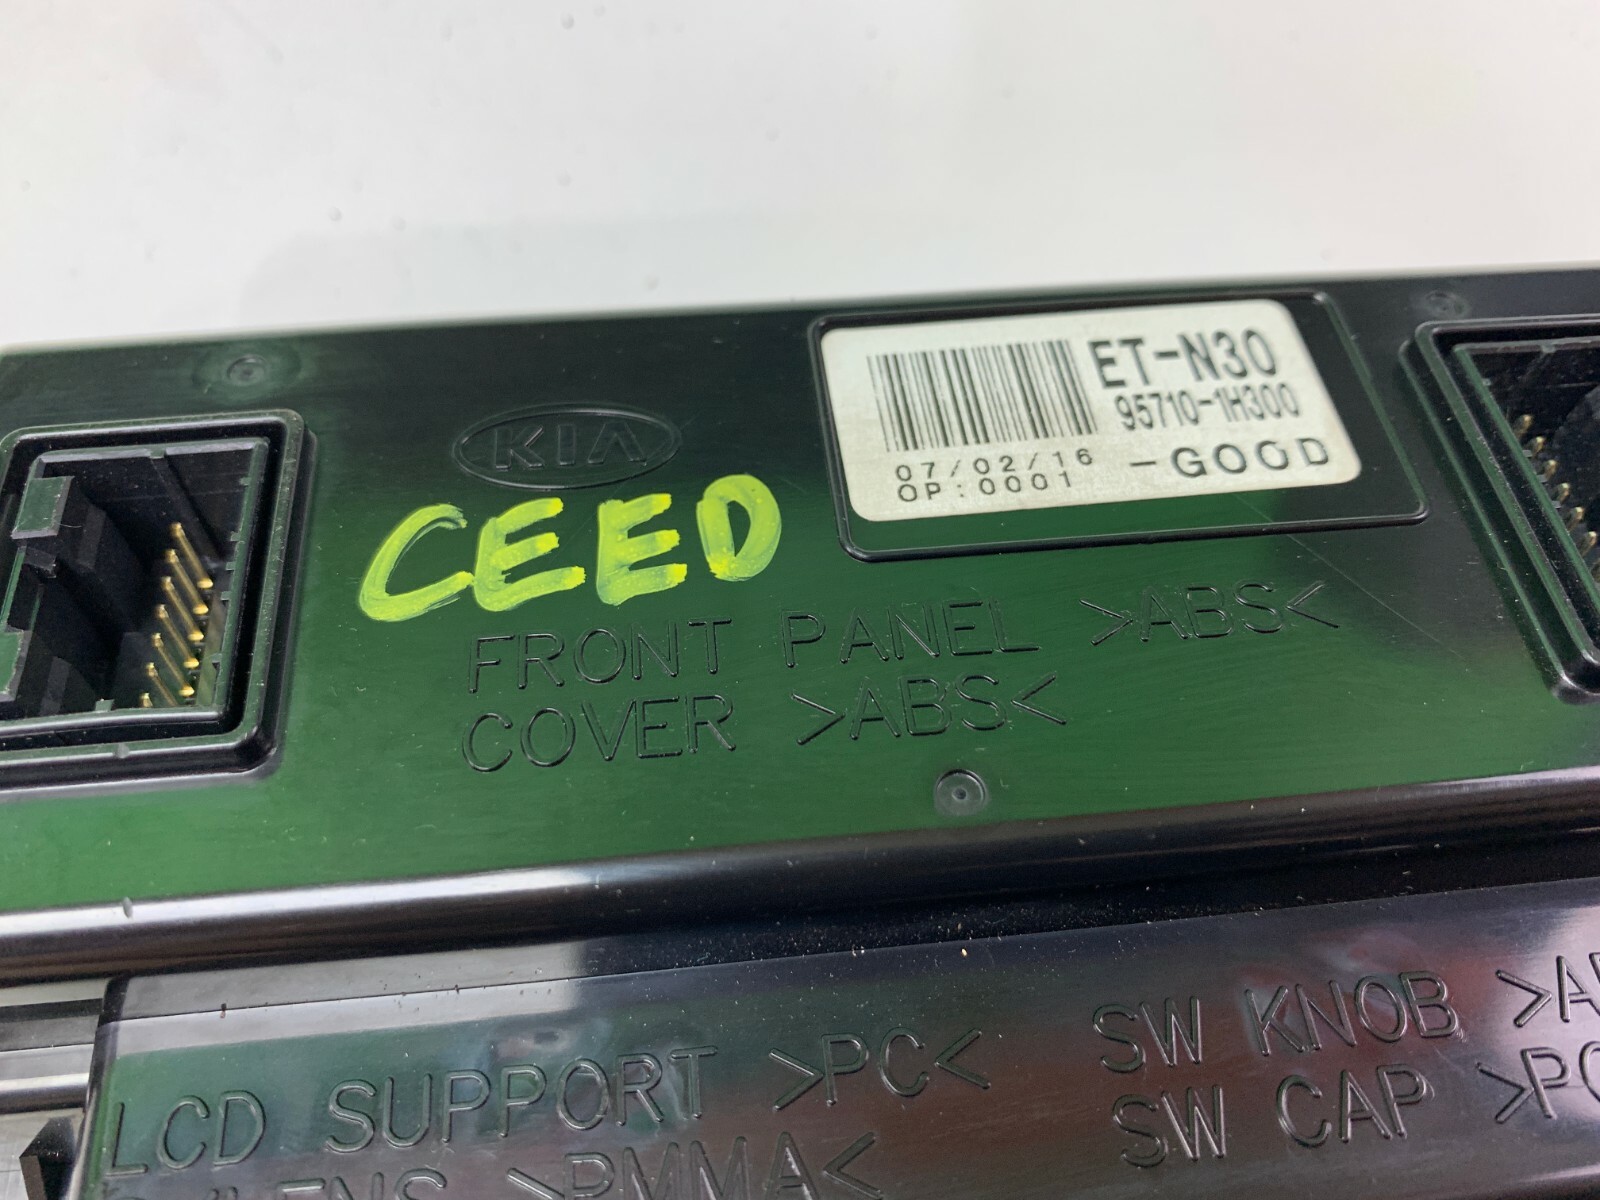 KIA
CEED
ET-N30
95710-1H300
07/02/16
OP:0001
-GOOD
FRONT PANEL >ABS<
COVER >ABS<
LCD SUPPORT >PC<
>PMMA<
SW KNOB
SW CAP